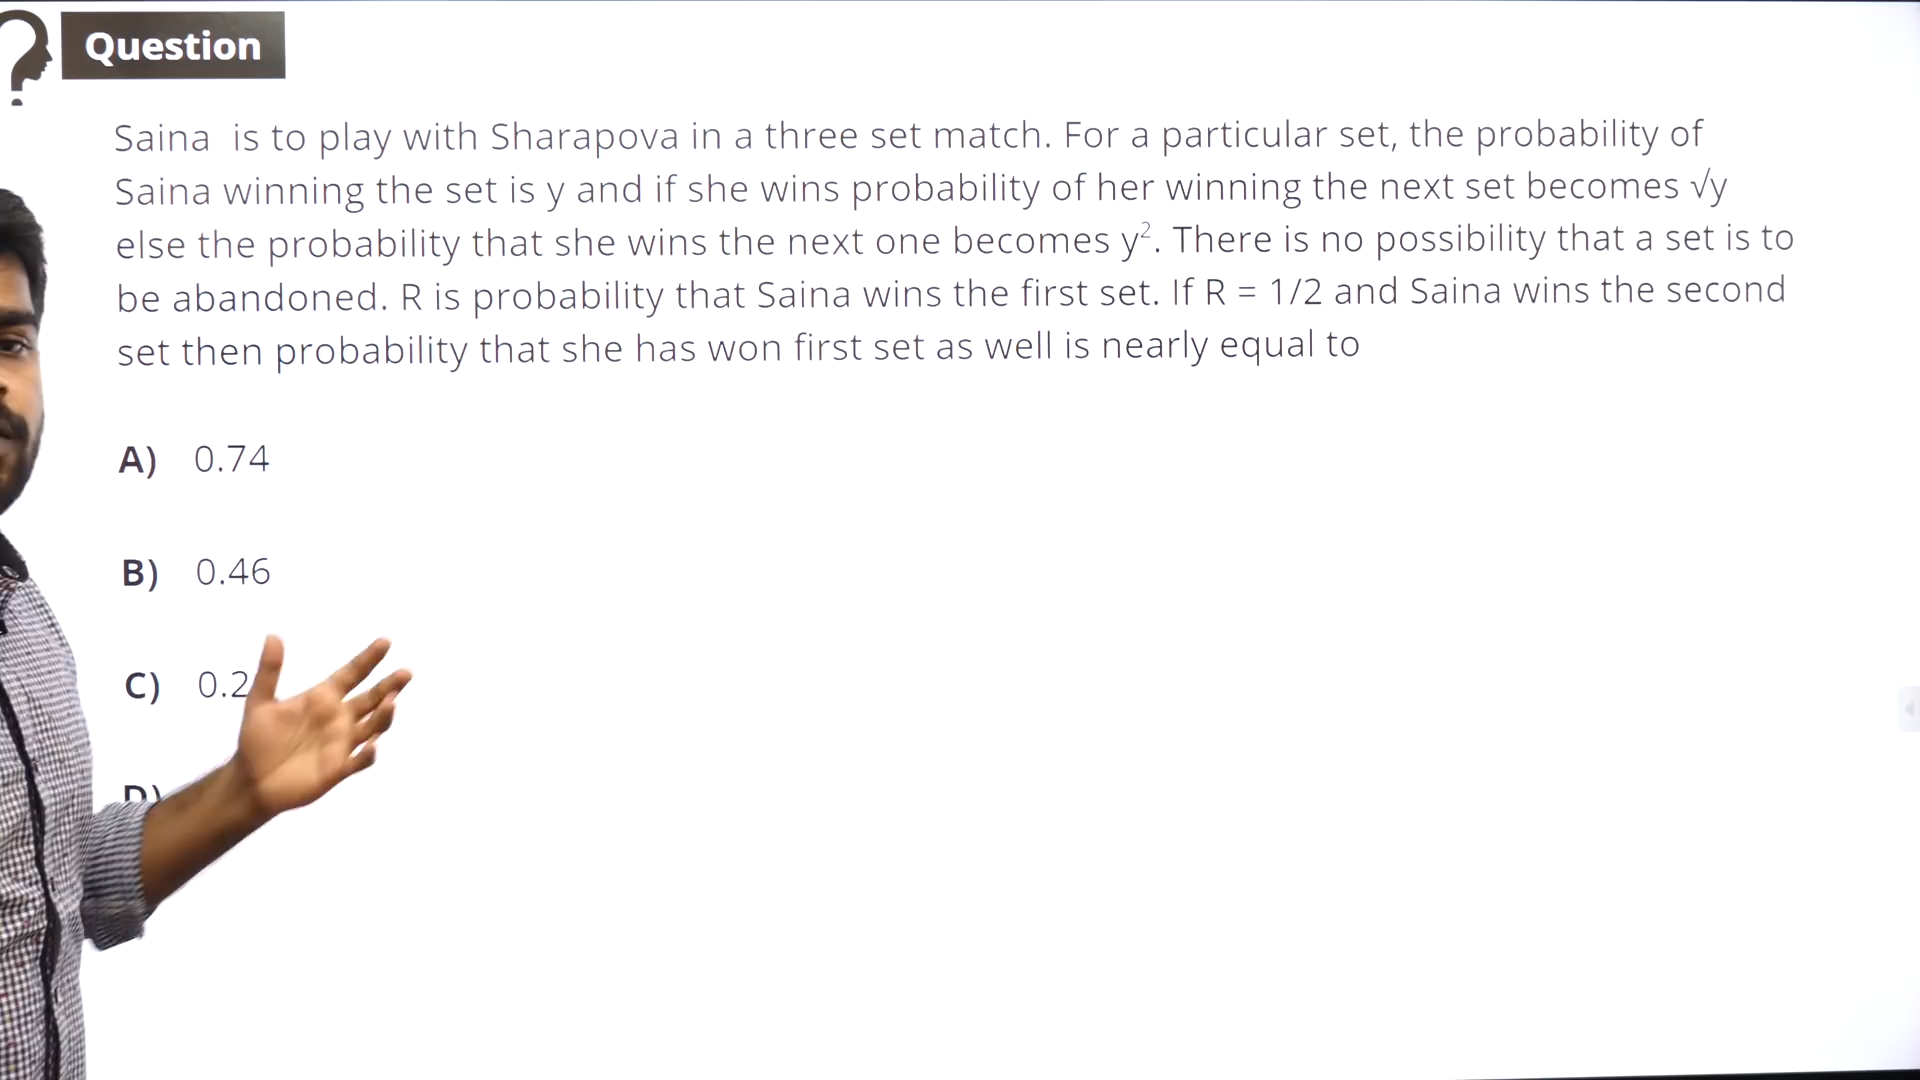 Question
Saina is to play with Sharapova in a three set match. For a particular set, the probability of
Saina winning the set is y and if she wins probability of her winning the next set becomes √y
else the probability that she wins the next one becomes y². There is no possibility that a set is to
be abandoned. R is probability that Saina wins the first set. If R = 1/2 and Saina wins the second
set then probability that she has won first set as well is nearly equal to
A) 0.74
B) 0.46
C) 0.2
D)